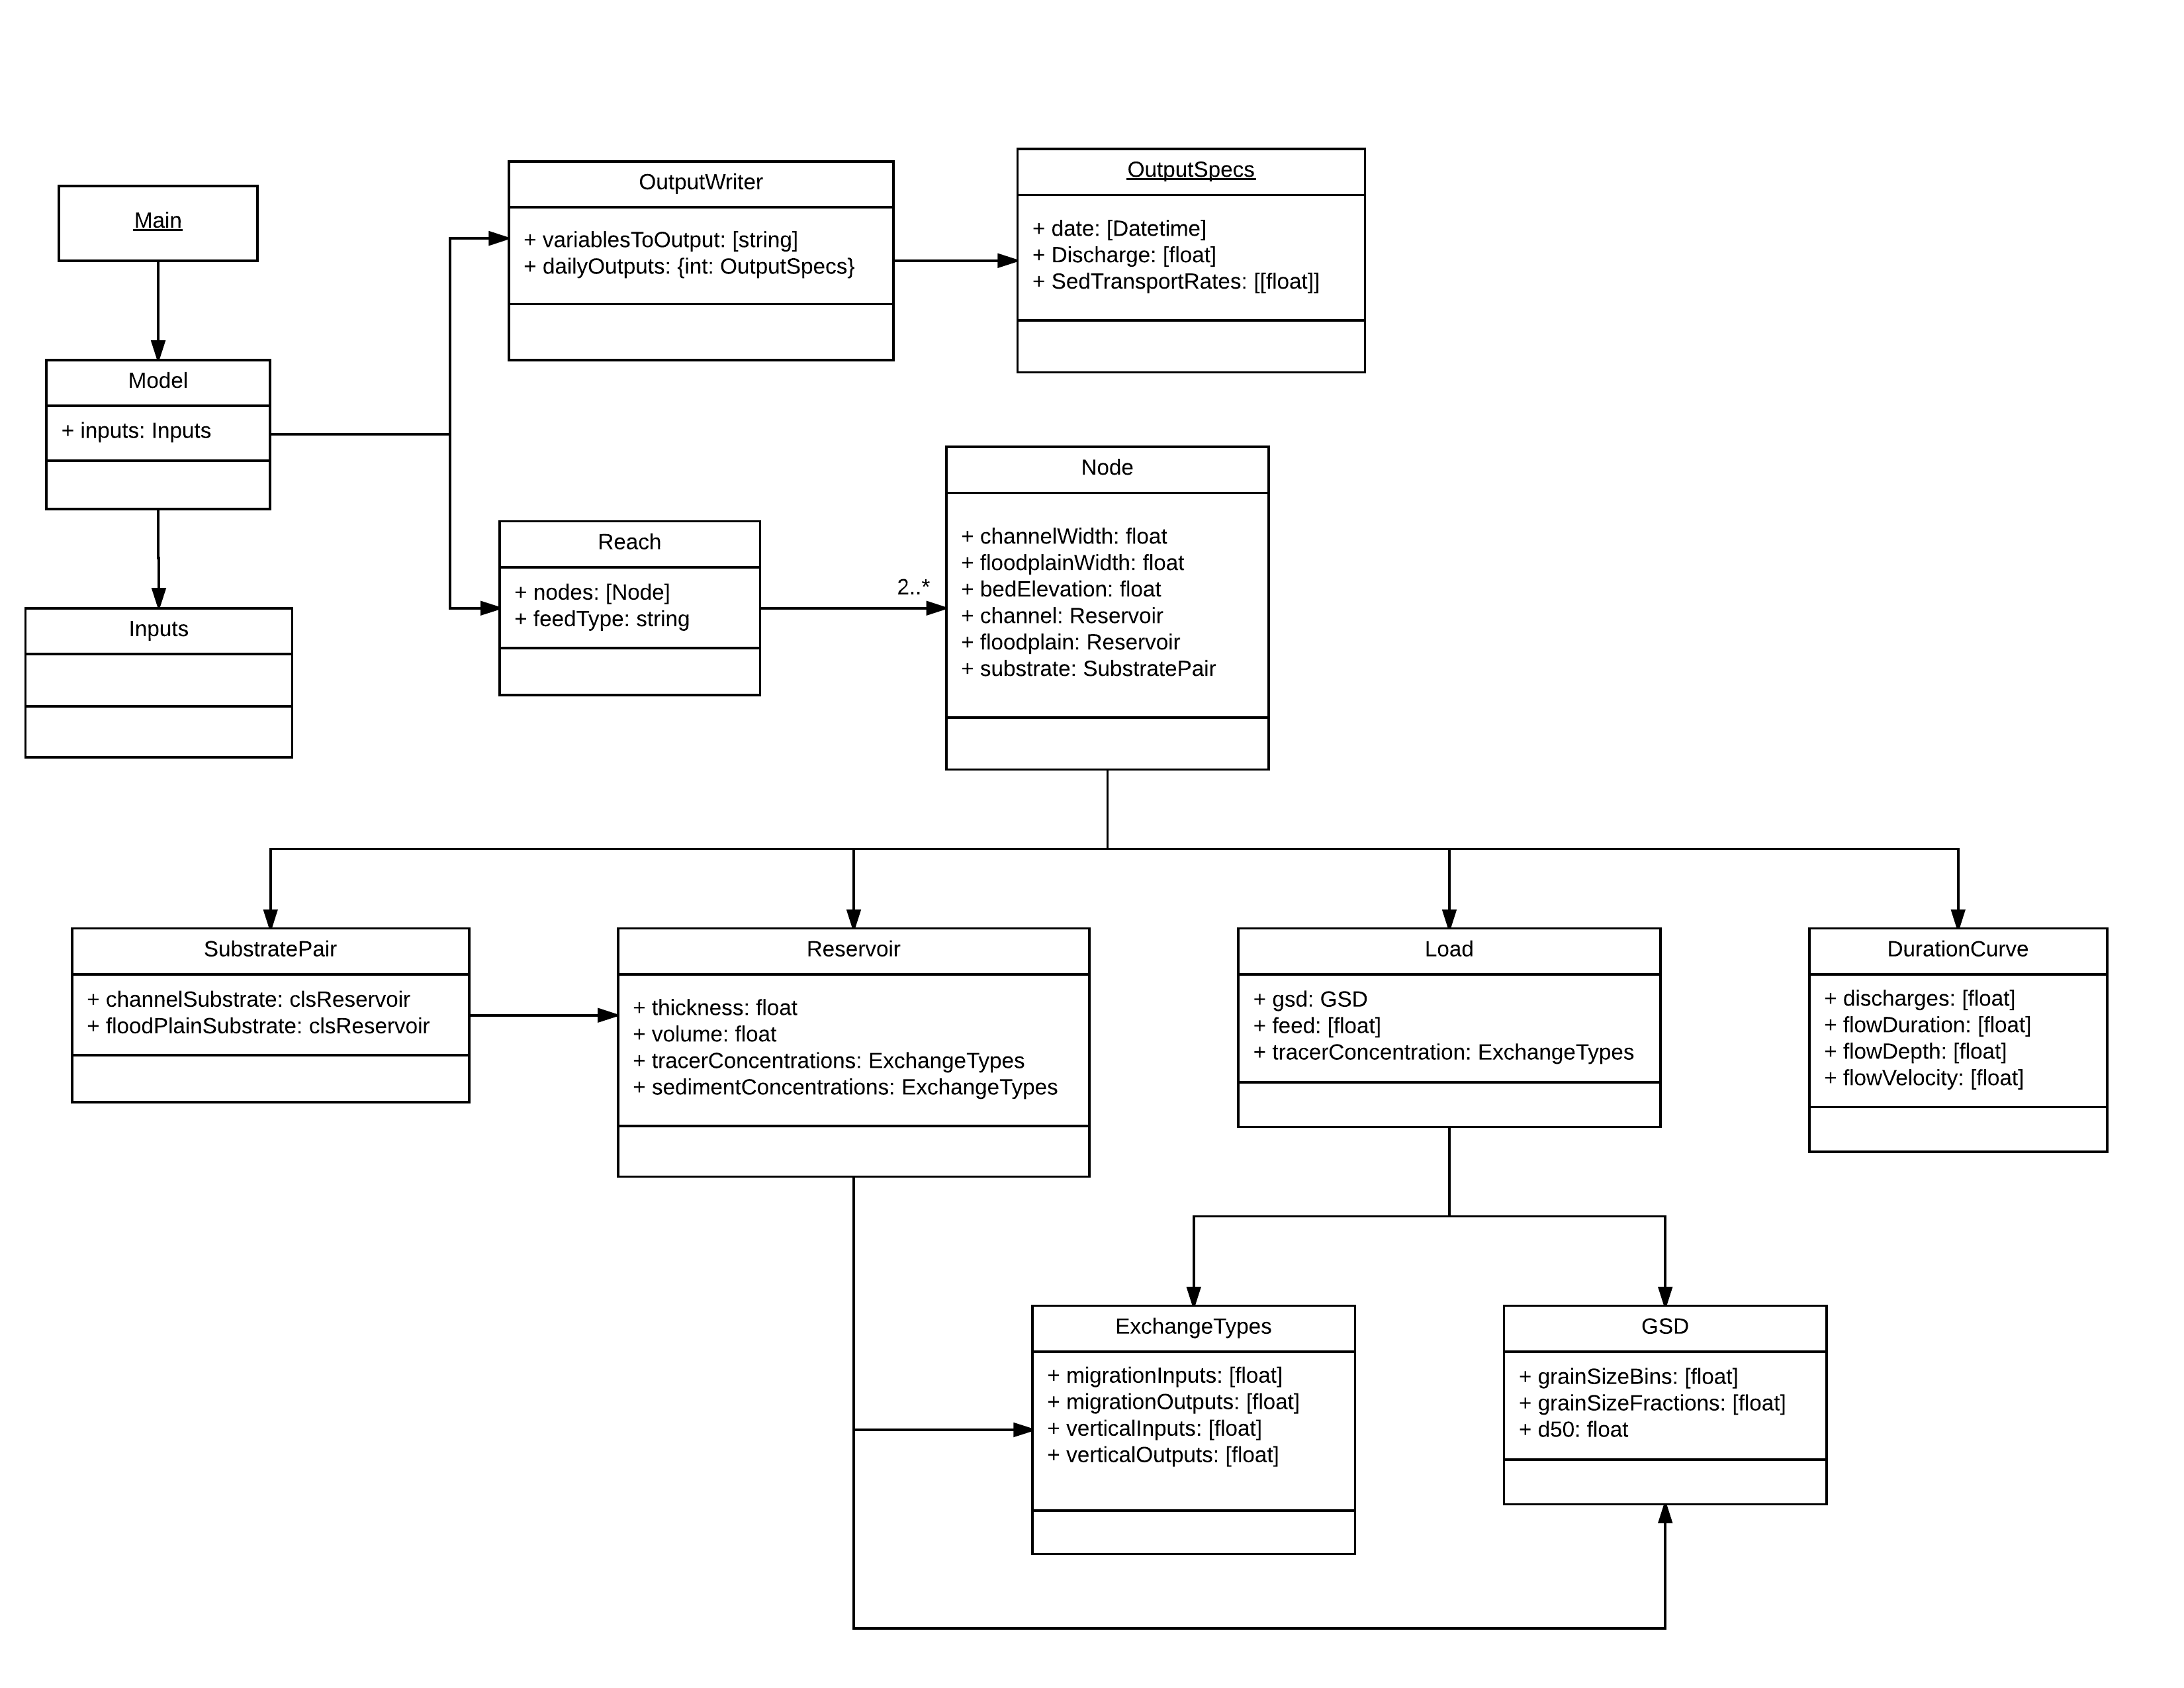 Main
Model
+ inputs: Inputs
Inputs
OutputWriter
+ variablesToOutput: [string]
+ dailyOutputs: {int: OutputSpecs}
OutputSpecs
+ date: [Datetime]
+ Discharge: [float]
+ SedTransportRates: [[float]]
Reach
+ nodes: [Node]
+ feedType: string
2..*
Node
+ channelWidth: float
+ floodplainWidth: float
+ bedElevation: float
+ channel: Reservoir
+ floodplain: Reservoir
+ substrate: SubstratePair
SubstratePair
+ channelSubstrate: clsReservoir
+ floodPlainSubstrate: clsReservoir
Reservoir
+ thickness: float
+ volume: float
+ tracerConcentrations: ExchangeTypes
+ sedimentConcentrations: ExchangeTypes
Load
+ gsd: GSD
+ feed: [float]
+ tracerConcentration: ExchangeTypes
DurationCurve
+ discharges: [float]
+ flowDuration: [float]
+ flowDepth: [float]
+ flowVelocity: [float]
ExchangeTypes
+ migrationInputs: [float]
+ migrationOutputs: [float]
+ verticalInputs: [float]
+ verticalOutputs: [float]
GSD
+ grainSizeBins: [float]
+ grainSizeFractions: [float]
+ d50: float